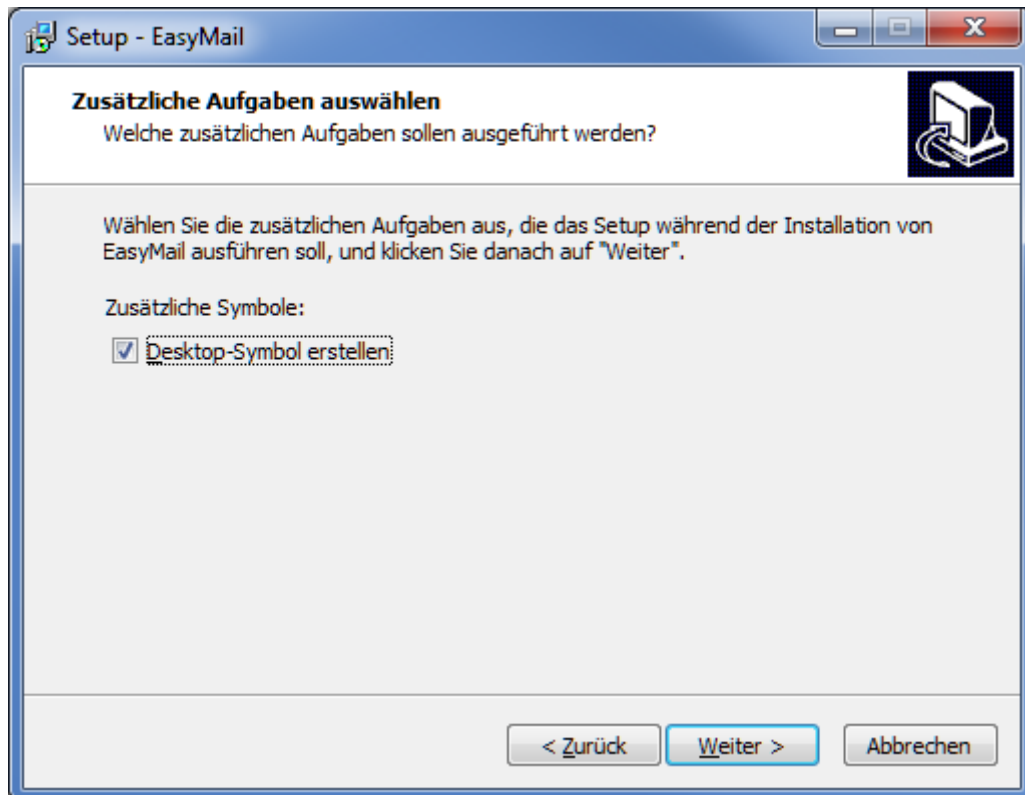 Setup - EasyMail
Zusätzliche Aufgaben auswählen
Welche zusätzlichen Aufgaben sollen ausgeführt werden?
Wählen Sie die zusätzlichen Aufgaben aus, die das Setup während der Installation von
EasyMail ausführen soll, und klicken Sie danach auf "Weiter".
Zusätzliche Symbole:
Desktop-Symbol erstellen
< Zurück
Weiter >
Abbrechen